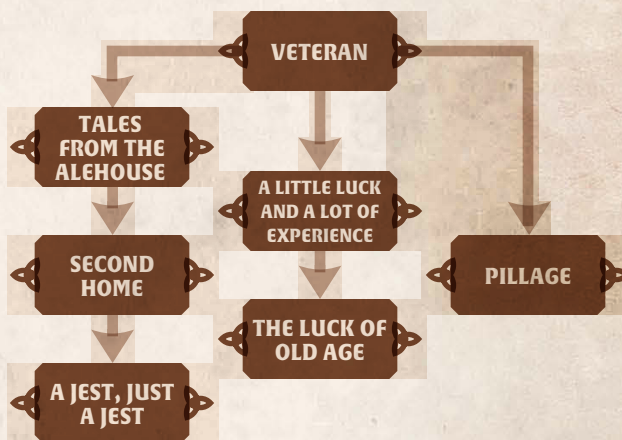 VETERAN
TALES
FROM THE
ALEHOUSE
A LITTLE LUCK
AND A LOT OF
EXPERIENCE
SECOND
HOME
PILLAGE
THE LUCK OF
OLD AGE
A JEST, JUST
A JEST